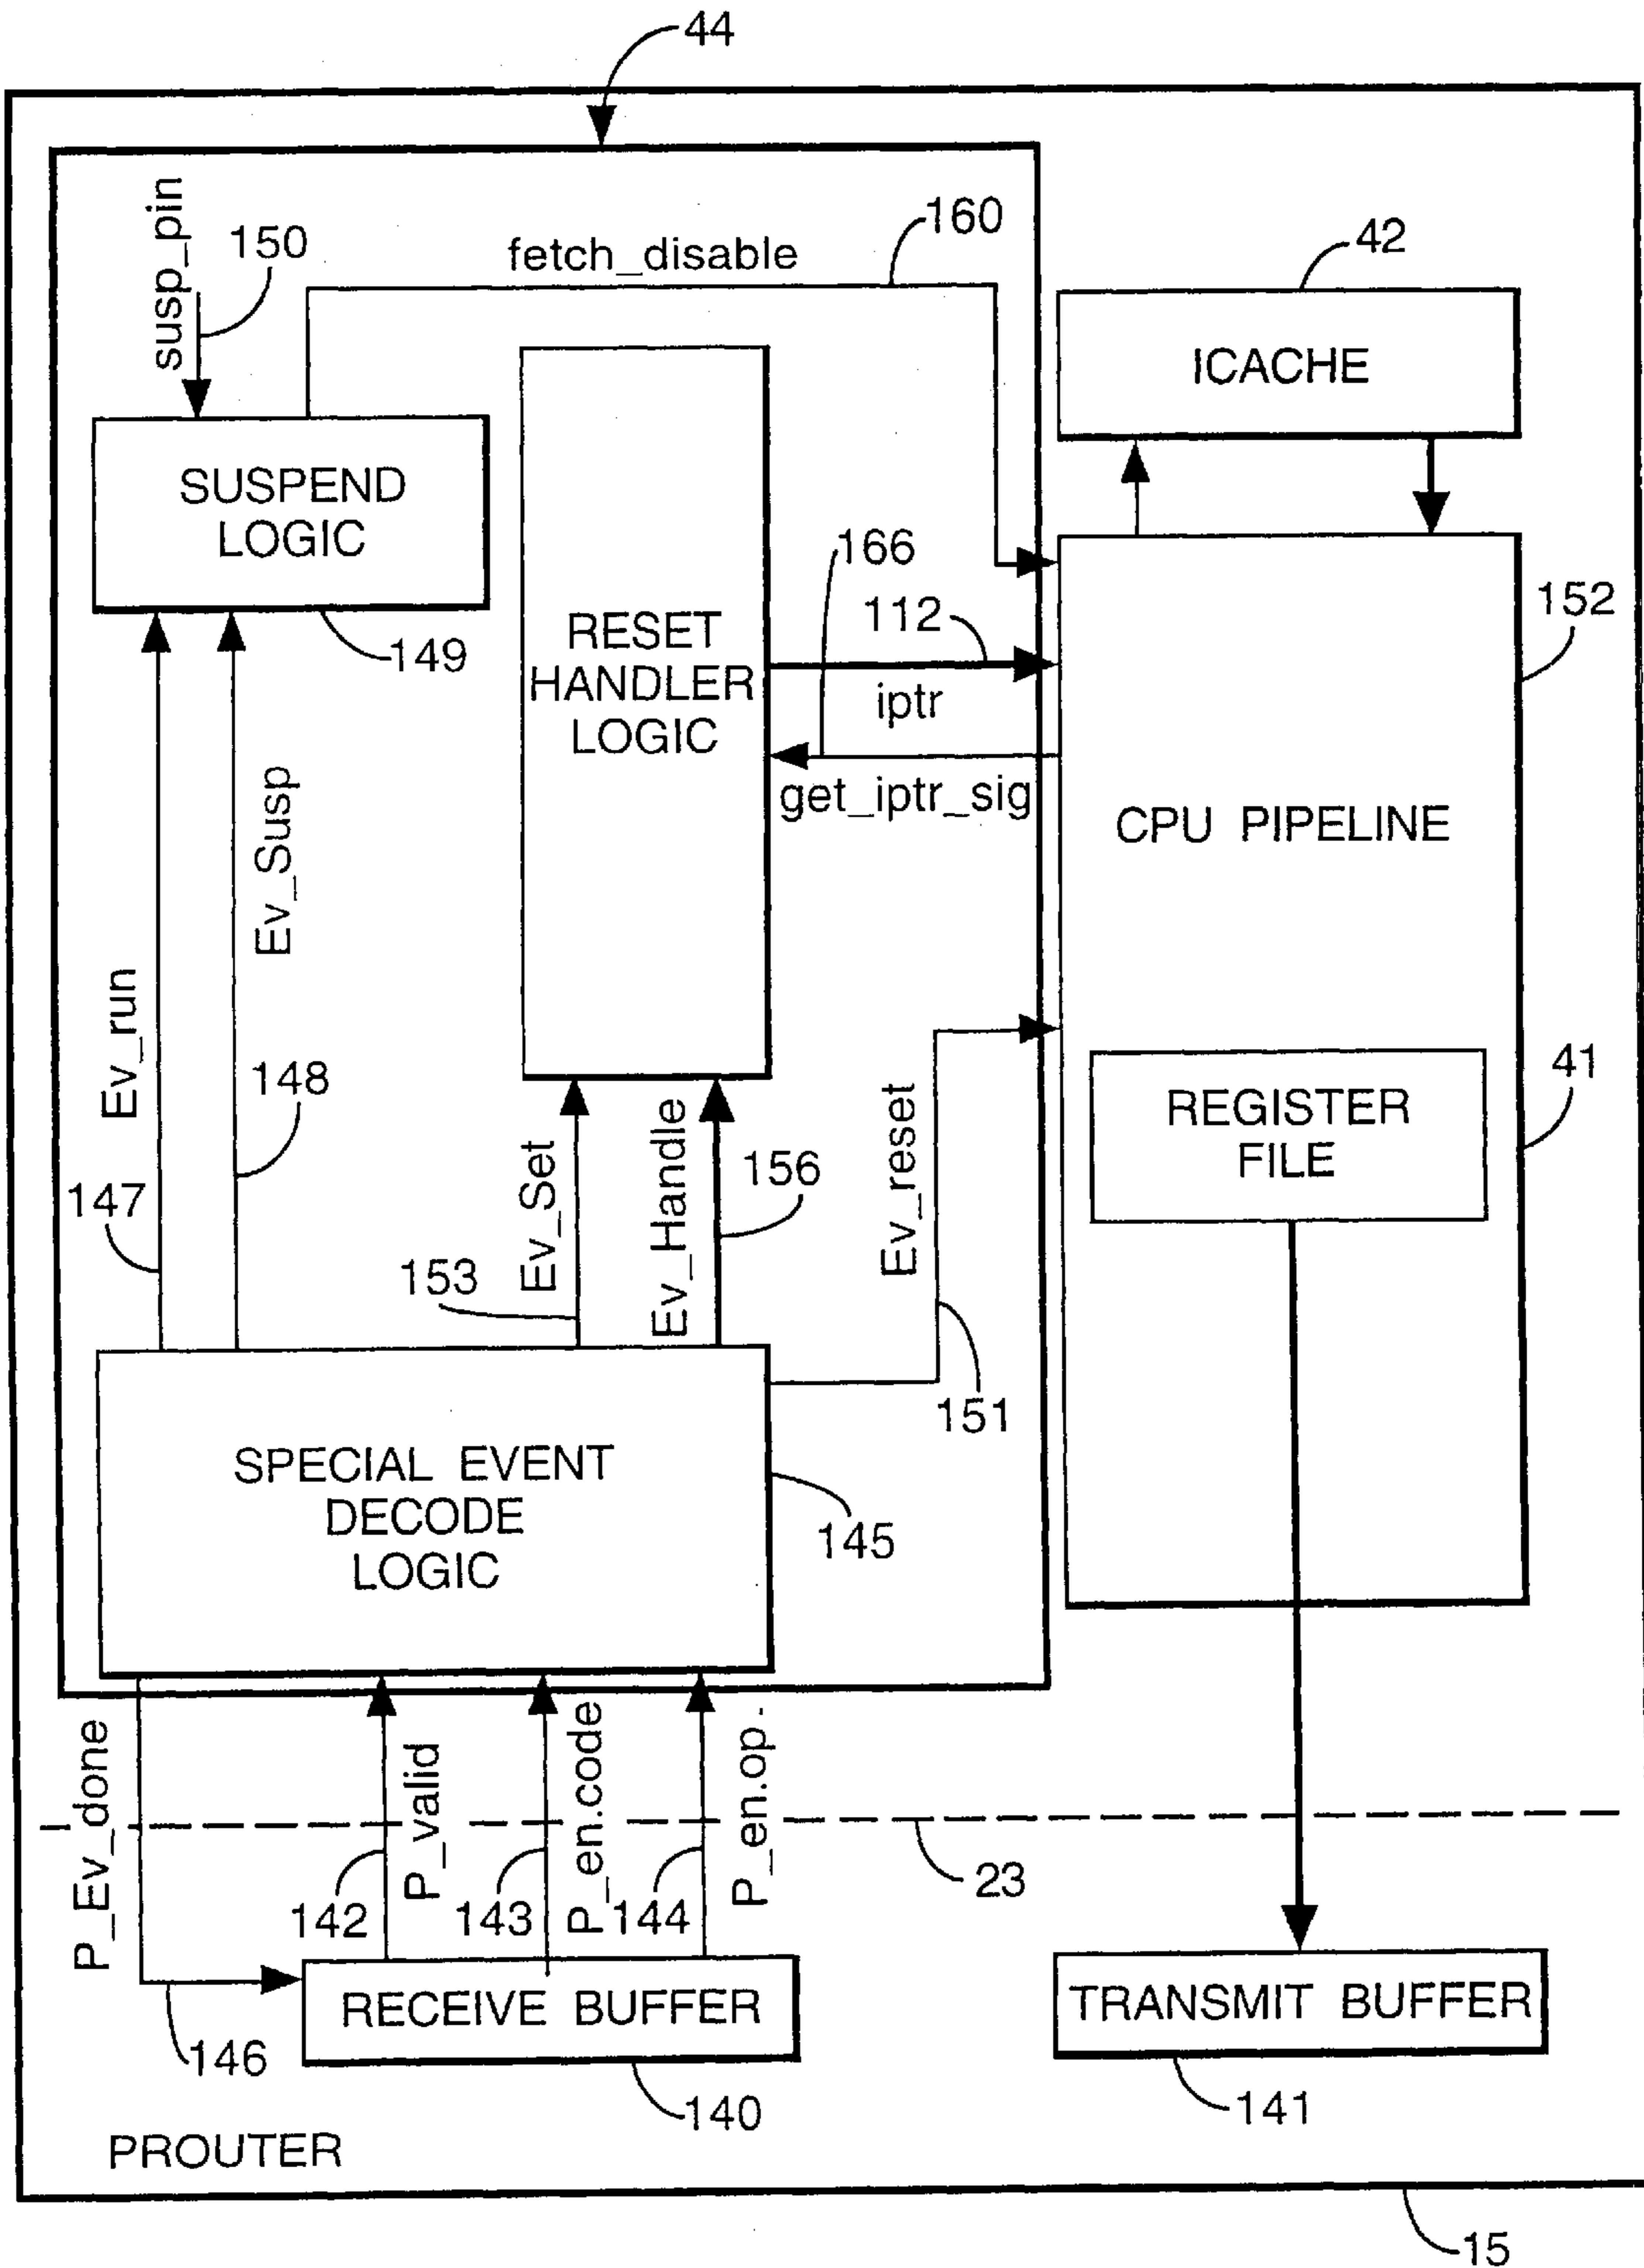 44
susp_pin
150
fetch_disable
160
42
ICACHE
SUSPEND
LOGIC
149
166
112
152
RESET
HANDLER
LOGIC
iptr
get_iptr_sig
CPU PIPELINE
Ev_run
Ev_Susp
148
147
41
REGISTER
FILE
Ev_Set
153
Ev_Handle
156
Ev_reset
151
SPECIAL EVENT
DECODE
LOGIC
145
P_Ev_done
P_valid
142
P_en.code
143
P_en.op.
144
23
146
RECEIVE BUFFER
140
TRANSMIT BUFFER
141
PROUTER
15